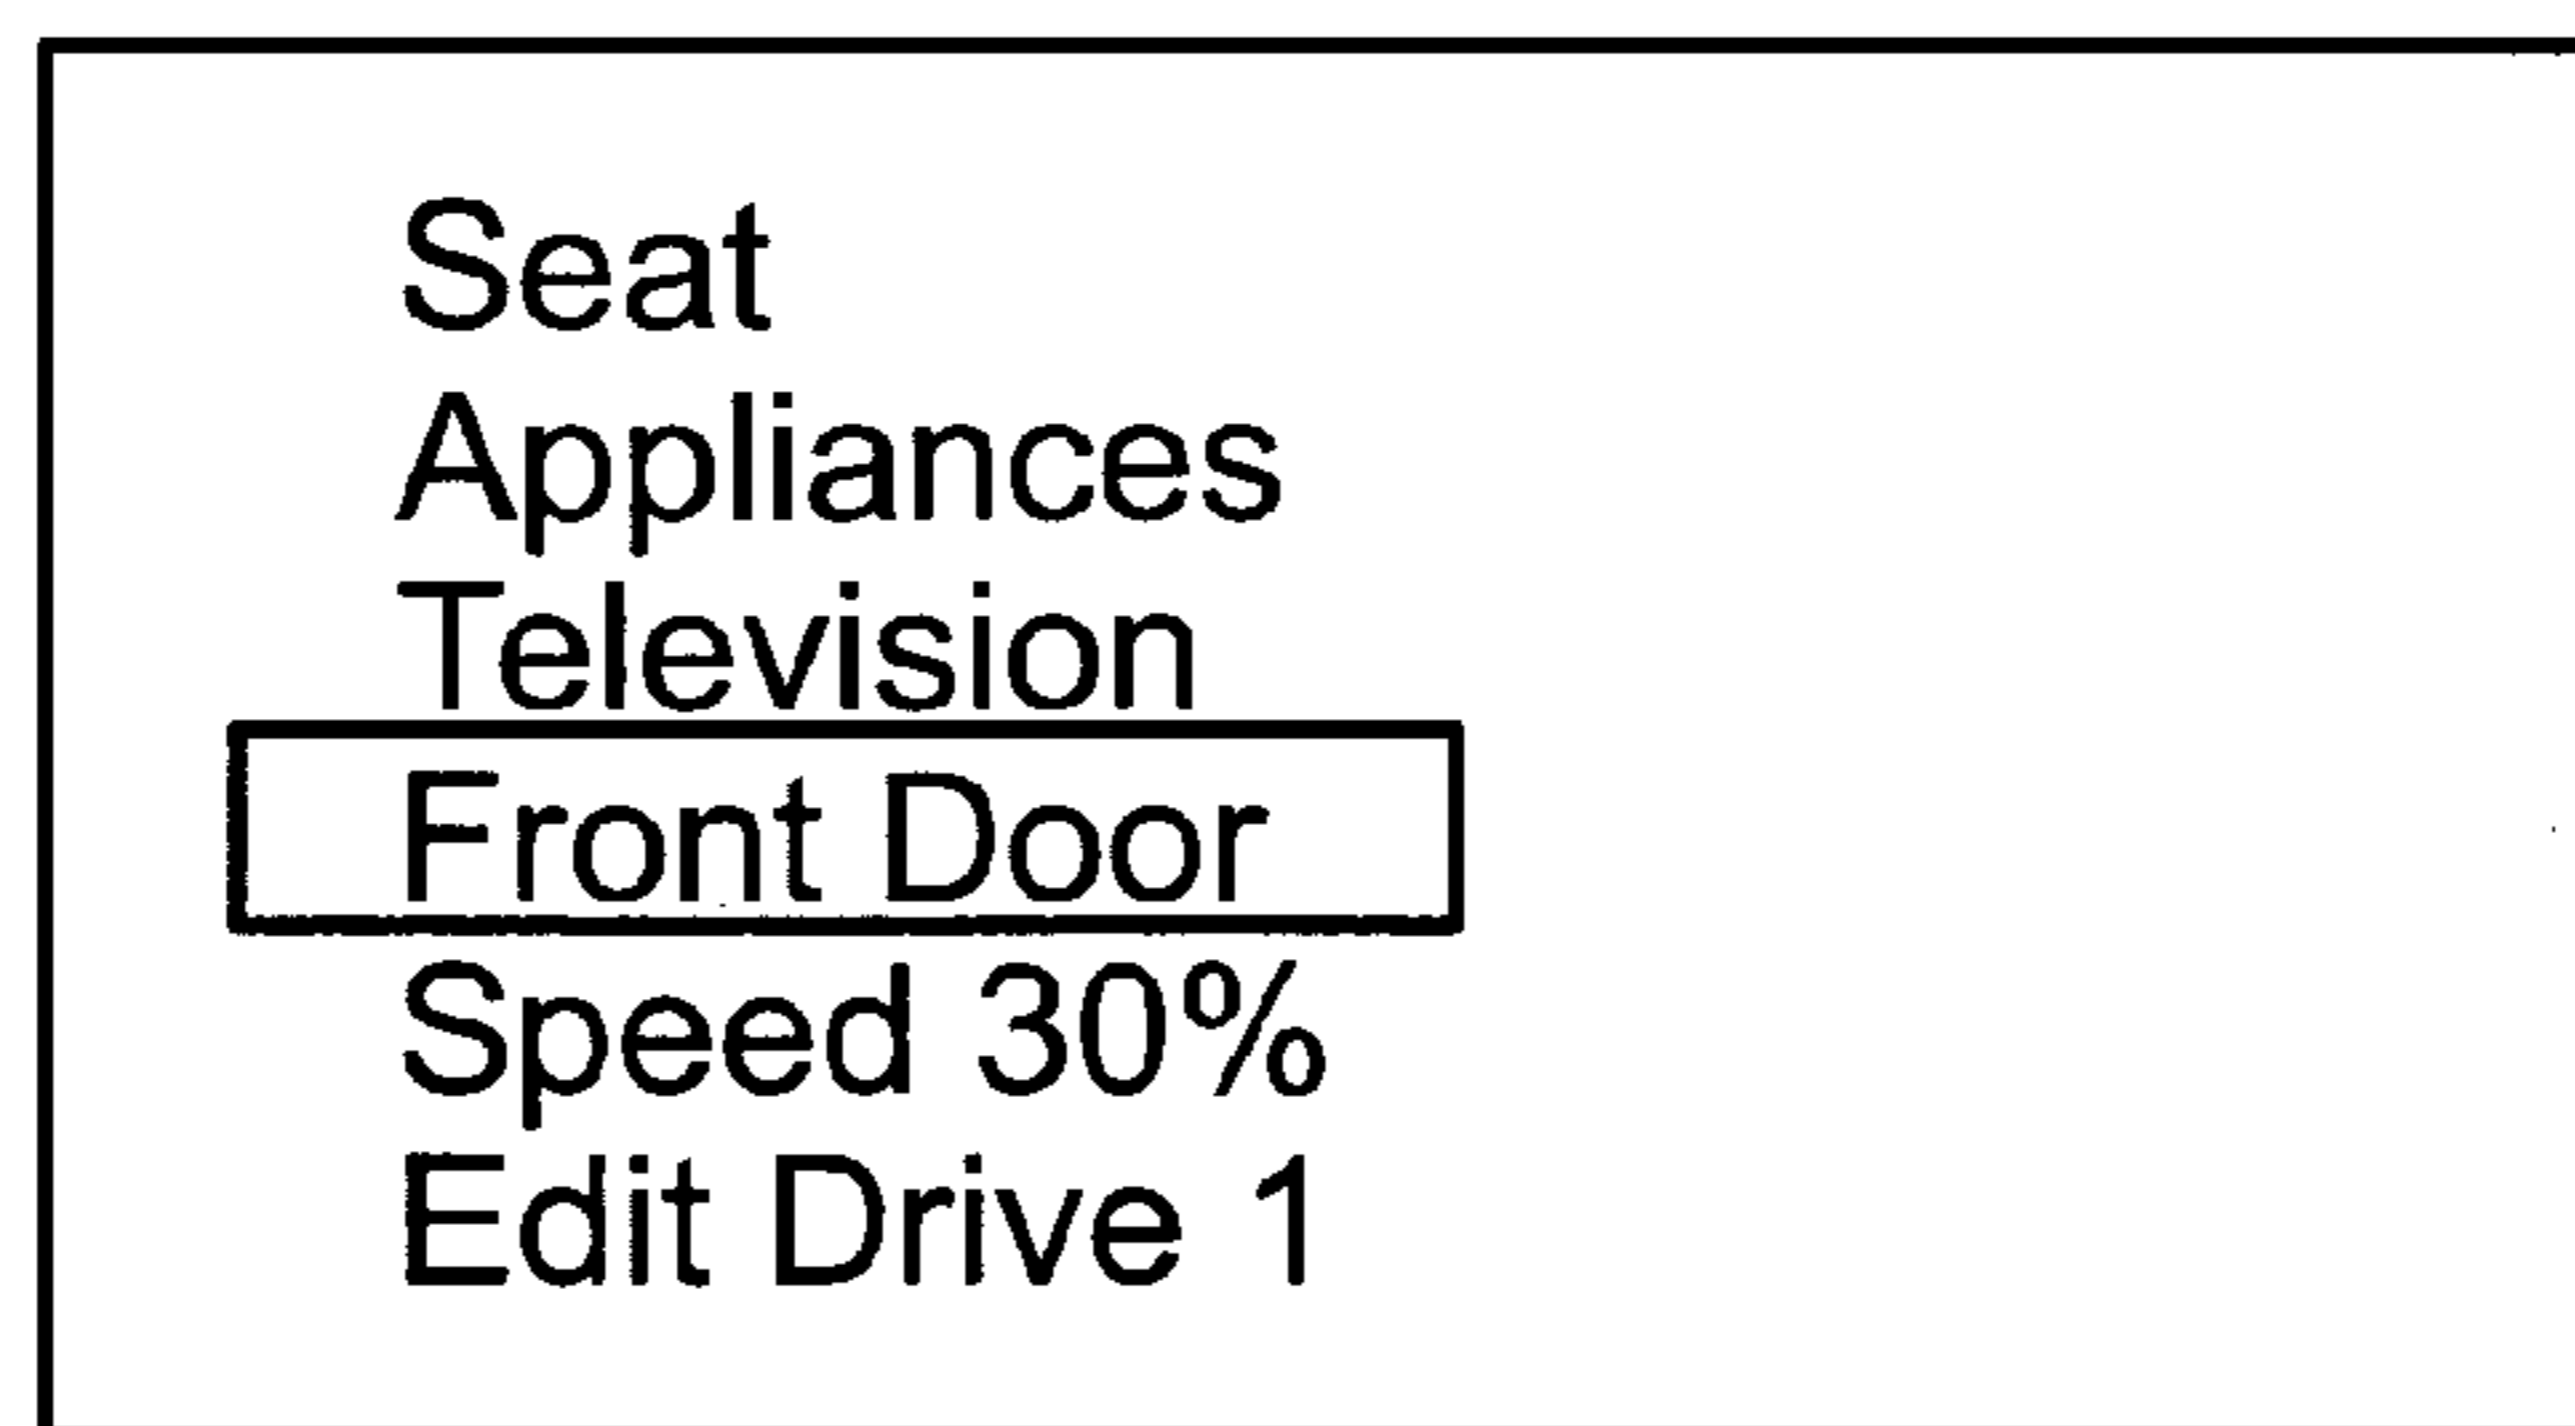 Seat
Appliances
Television
Front Door
Speed 30%
Edit Drive 1